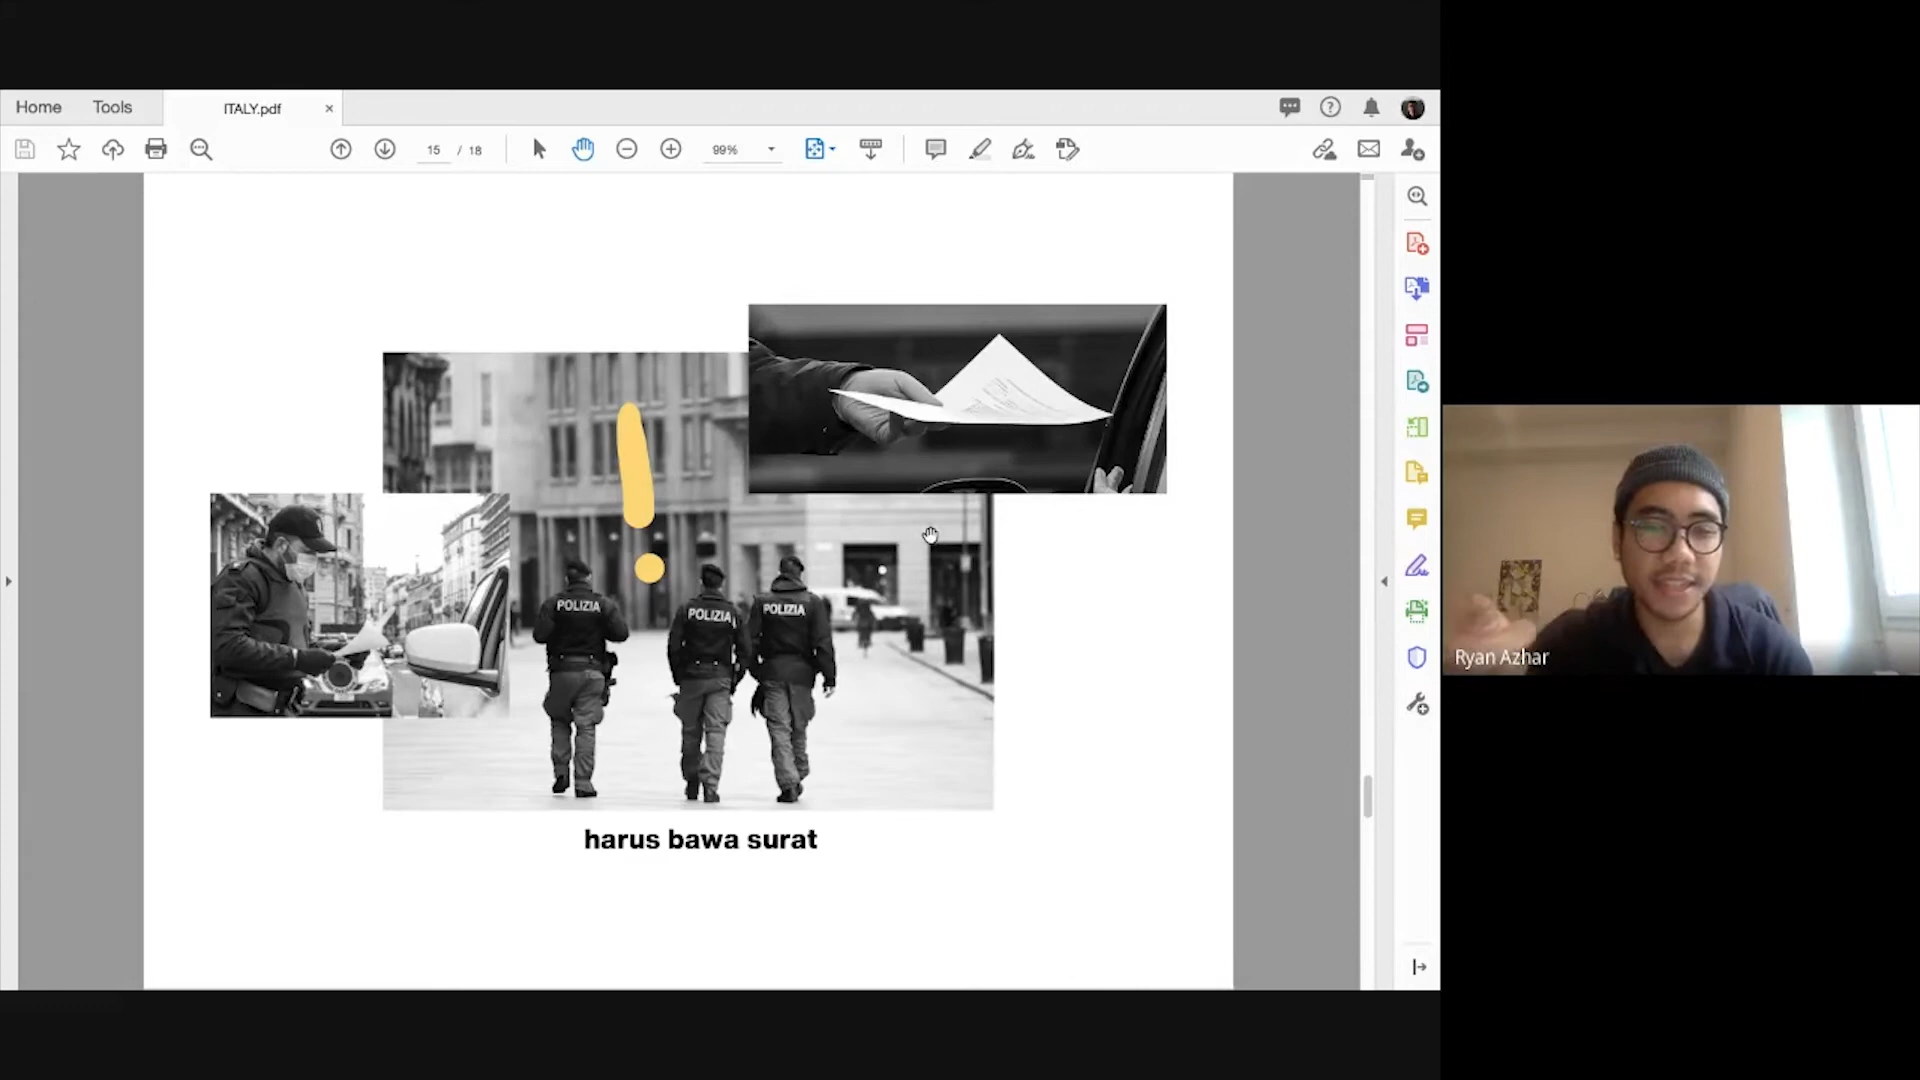 Home Tools ITALY.pdf
15 / 18 99%
POLIZIA POLIZIA POLIZIA
harus bawa surat
Ryan Azhar